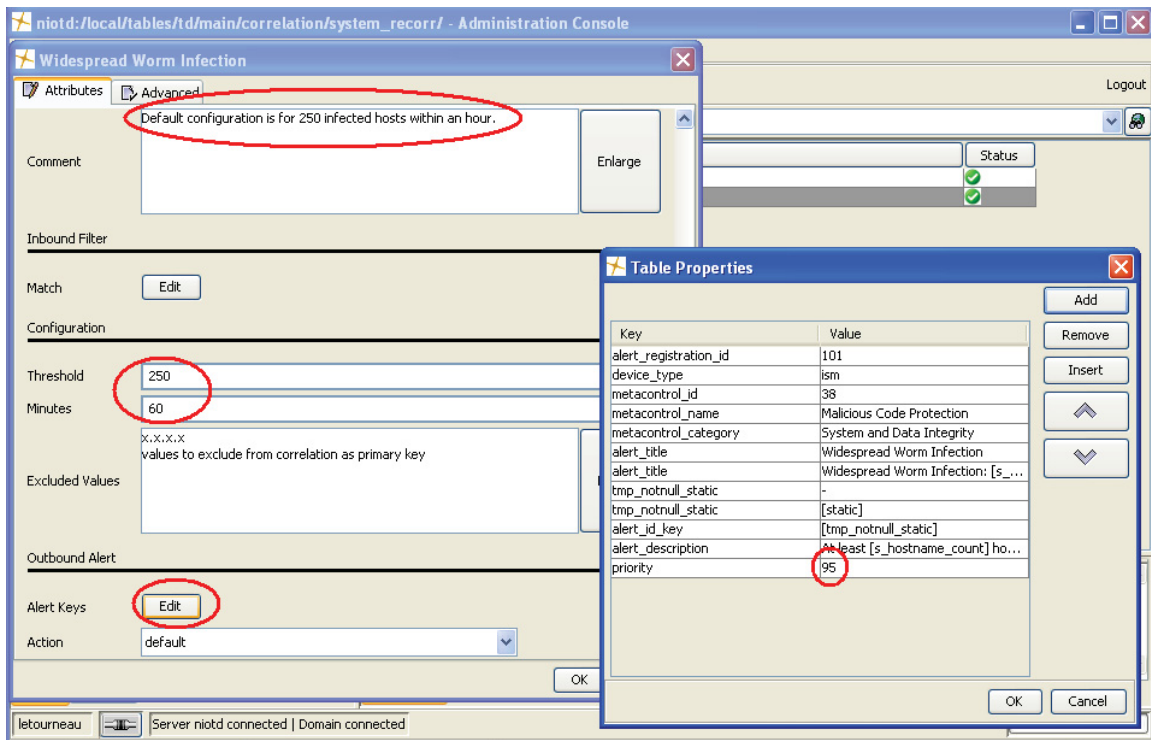 niotd:/local/tables/td/main/correlation/system_recorr/ - Administration Console
Widespread Worm Infection
Attributes
Advanced
Logout
Default configuration is for 250 infected hosts within an hour.
Comment
Enlarge
Status
Inbound Filter
Match
Edit
Configuration
Threshold
250
Minutes
60
x.x.x.x
values to exclude from correlation as primary key
Excluded Values
Outbound Alert
Alert Keys
Edit
Action
default
OK
Table Properties
Add
Remove
Insert
Key Value
alert_registration_id 101
device_type ism
metacontrol_id 38
metacontrol_name Malicious Code Protection
metacontrol_category System and Data Integrity
alert_title Widespread Worm Infection
alert_title Widespread Worm Infection: [s_...
tmp_notnull_static -
tmp_notnull_static [static]
alert_id_key [tmp_notnull_static]
alert_description At least [s_hostname_count] ho...
priority 95
OK
Cancel
letourneau
Server niotd connected | Domain connected